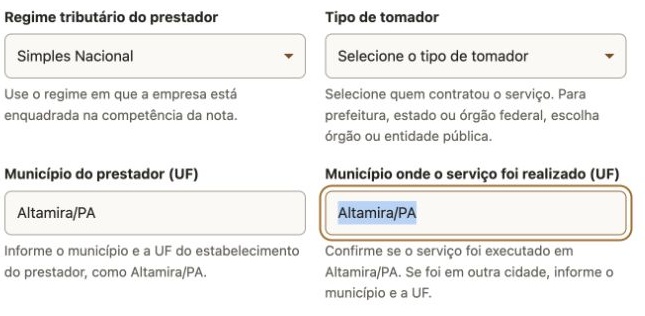 Regime tributário do prestador
Simples Nacional
Use o regime em que a empresa está
enquadrada na competência da nota.
Tipo de tomador
Selecione o tipo de tomador
Selecione quem contratou o serviço. Para
prefeitura, estado ou órgão federal, escolha
órgão ou entidade pública.
Município do prestador (UF)
Altamira/PA
Informe o município e a UF do estabelecimento
do prestador, como Altamira/PA.
Município onde o serviço foi realizado (UF)
Altamira/PA
Confirme se o serviço foi executado em
Altamira/PA. Se foi em outra cidade, informe o
município e a UF.